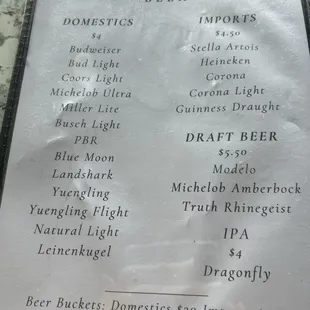 BEER
DOMESTICS
$4
Budweiser
Bud Light
Coors Light
Michelob Ultra
Miller Lite
Busch Light
PBR
Blue Moon
Landshark
Yuengling
Yuengling Flight
Natural Light
Leinenkugel
IMPORTS
$4.50
Stella Artois
Heineken
Corona
Corona Light
Guinness Draught
DRAFT BEER
$5.50
Modelo
Michelob Amberbock
Truth Rhinegeist
IPA
$4
Dragonfly
Beer Buckets: Domestics